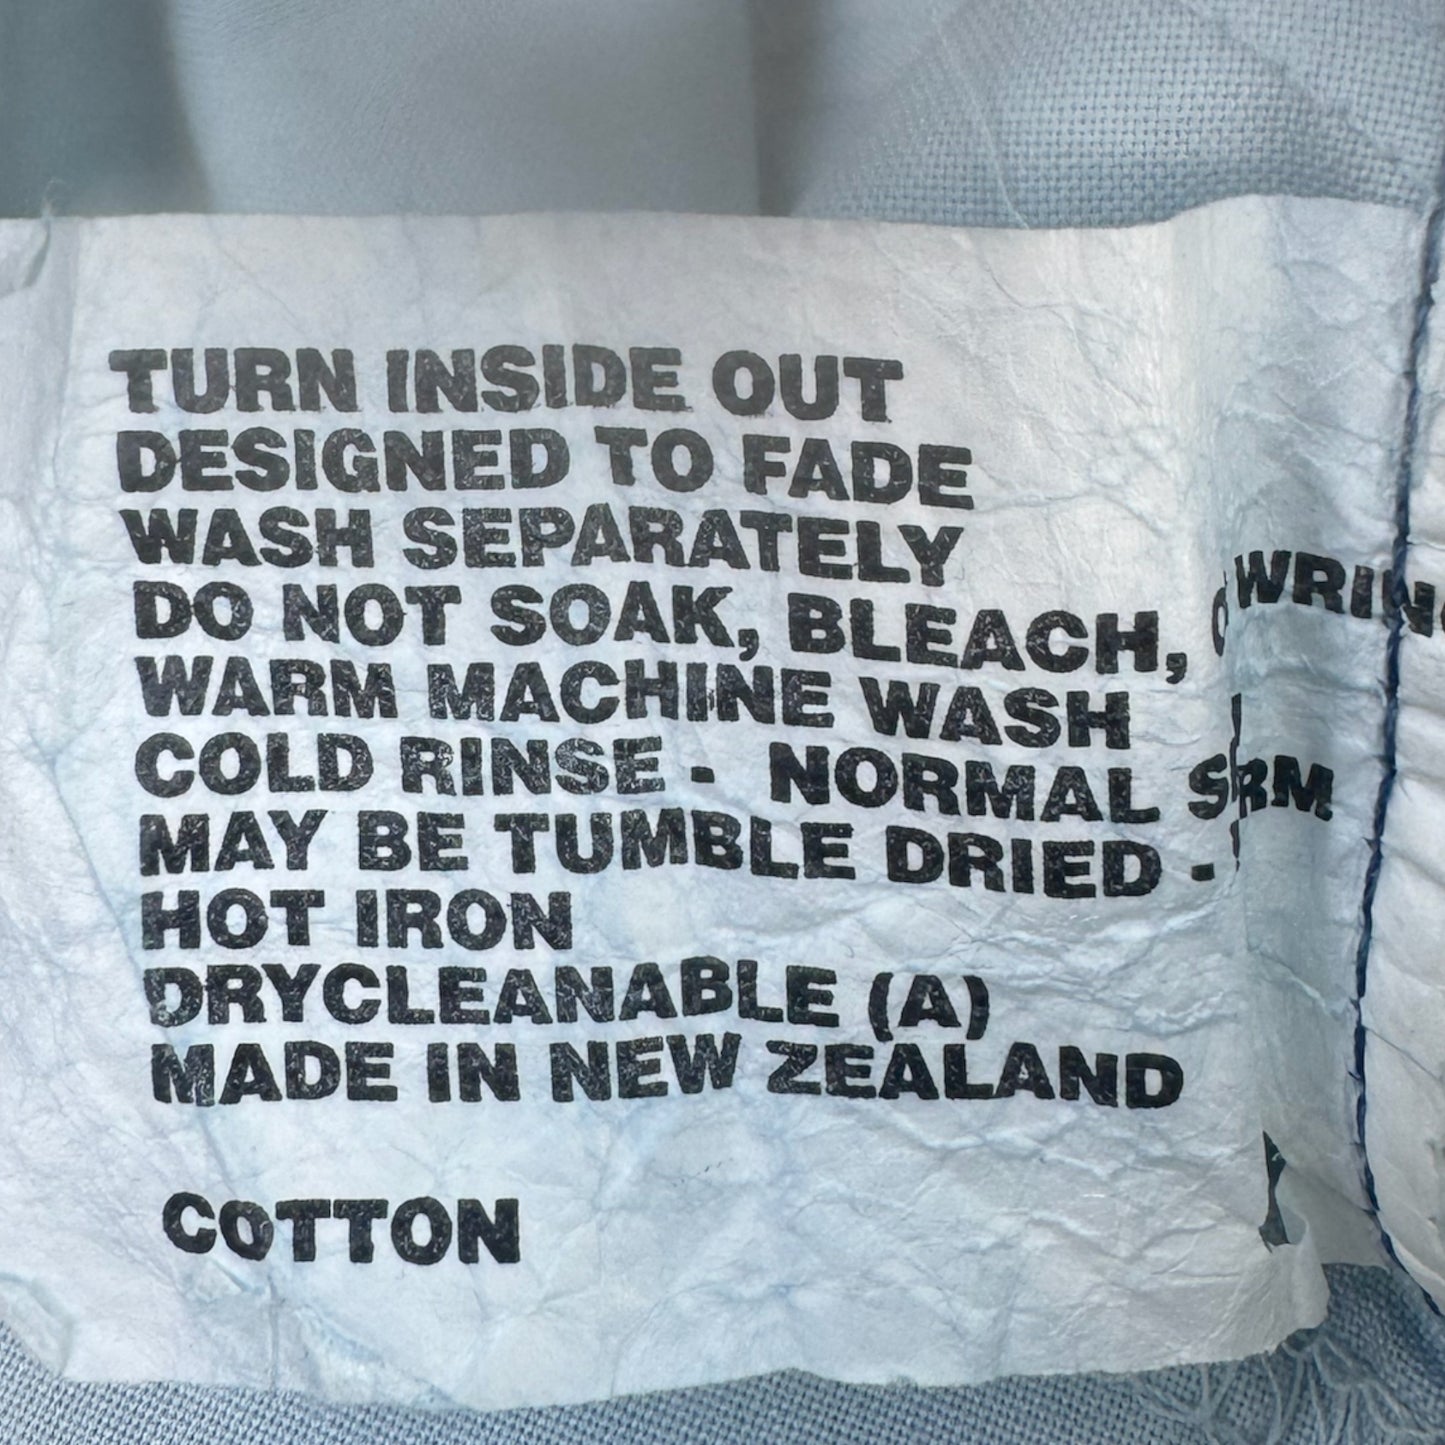 TURN INSIDE OUT
DESIGNED TO FADE
WASH SEPARATELY
DO NOT SOAK, BLEACH, WRING
WARM MACHINE WASH
COLD RINSE - NORMAL
MAY BE TUMBLE DRIED -
HOT IRON
DRYCLEANABLE (A)
MADE IN NEW ZEALAND
COTTON